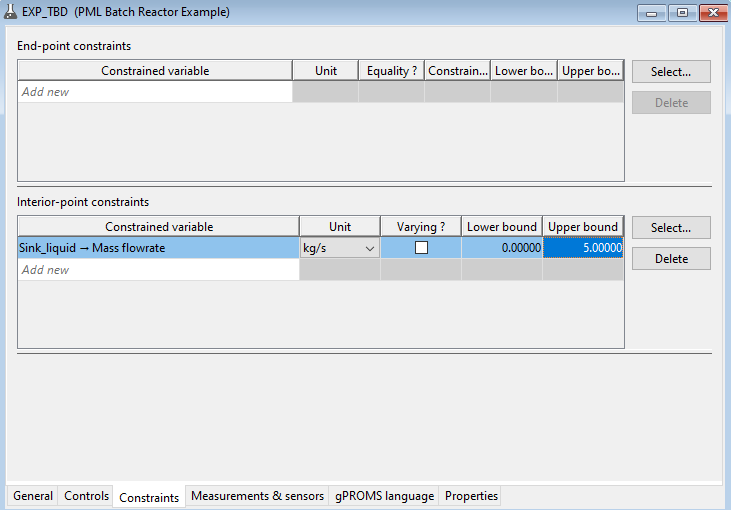 EXP_TBD (PML Batch Reactor Example)
End-point constraints
Constrained variable Unit Equality ? Constrain... Lower bo... Upper bo...
Select...
Add new
Delete
Interior-point constraints
Constrained variable Unit Varying ? Lower bound Upper bound
Select...
Sink_liquid → Mass flowrate kg/s 0.00000 5.00000
Delete
Add new
General Controls Constraints Measurements & sensors gPROMS language Properties